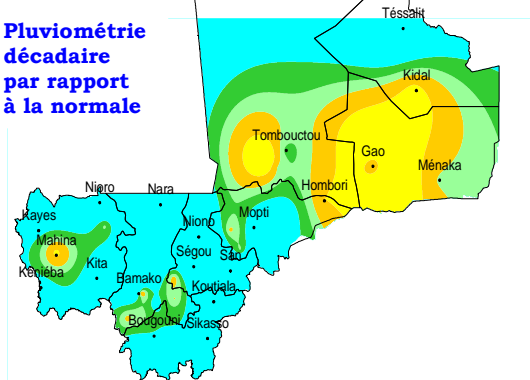 Pluviométrie
décadaire
par rapport
à la normale
Téssalit
Kidal
Tombouctou
Gao
Ménaka
Hombori
Nioro
Nara
Kayes
Niono
Mopti
Mahina
Ségou
San
Kéniéba
Kita
Bamako
Koutiala
Bougouni
Sikasso